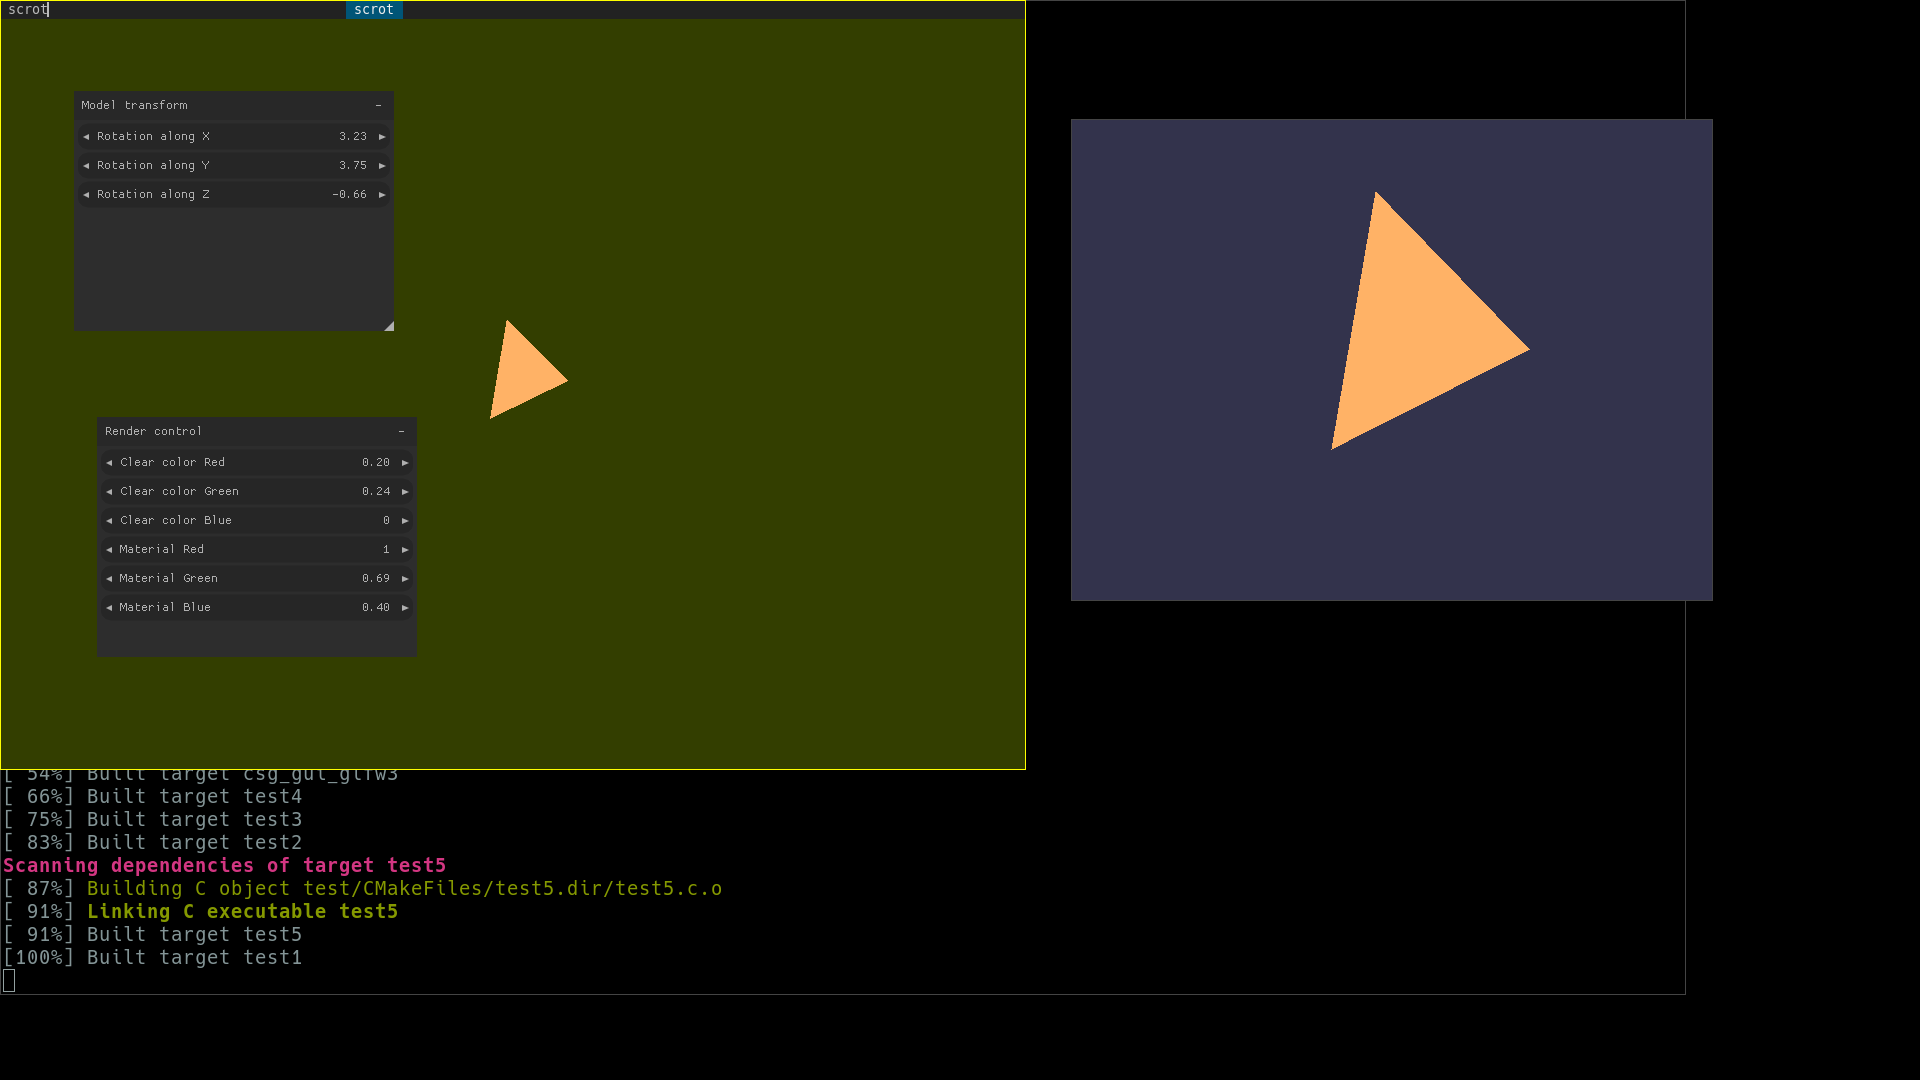 scrot scrot
Model transform -
◂ Rotation along X 3.23 ▸
◂ Rotation along Y 3.75 ▸
◂ Rotation along Z -0.66 ▸
Render control -
◂ Clear color Red 0.20 ▸
◂ Clear color Green 0.24 ▸
◂ Clear color Blue 0 ▸
◂ Material Red 1 ▸
◂ Material Green 0.69 ▸
◂ Material Blue 0.40 ▸
[ 54%] Built target csg_gui_glfw3
[ 66%] Built target test4
[ 75%] Built target test3
[ 83%] Built target test2
Scanning dependencies of target test5
[ 87%] Building C object test/CMakeFiles/test5.dir/test5.c.o
[ 91%] Linking C executable test5
[ 91%] Built target test5
[100%] Built target test1